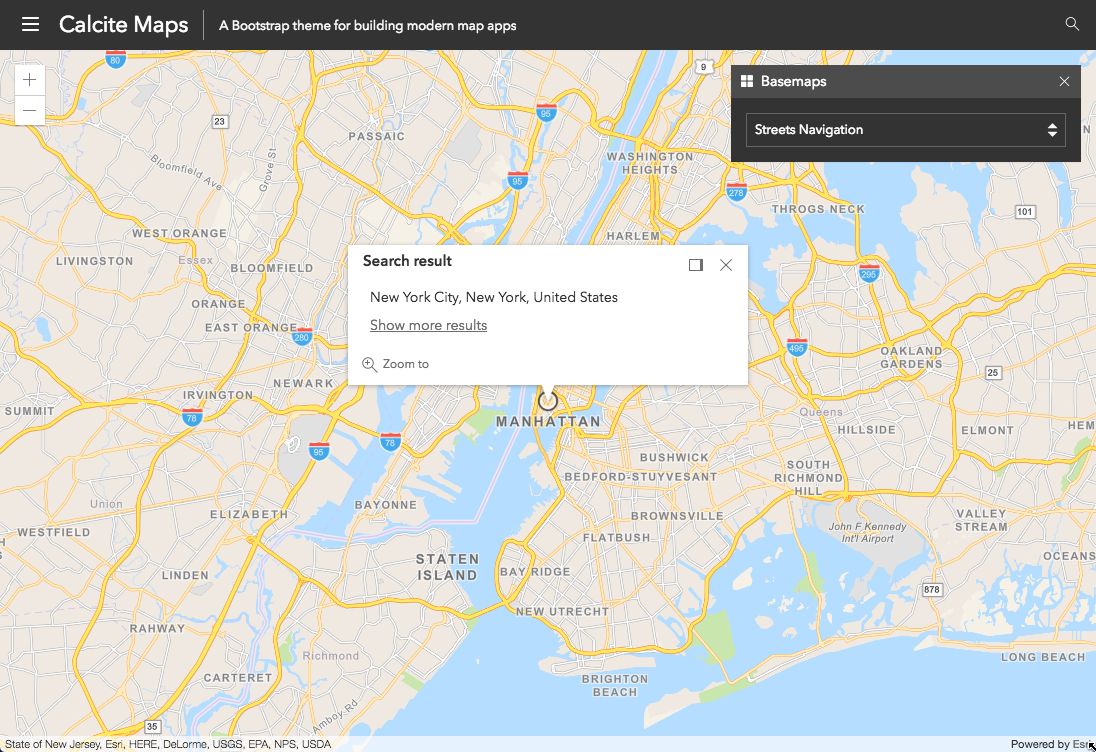 Calcite Maps
A Bootstrap theme for building modern map apps
+
−
Basemaps
Streets Navigation
80
9
95
23
PASSAIC
WASHINGTON
HEIGHTS
Bloomfield Ave
Grove St
95
278
THROGS NECK
101
WEST ORANGE
HARLEM
LIVINGSTON
Essex
BLOOMFIELD
295
Search result
New York City, New York, United States
Show more results
Zoom to
ORANGE
EAST ORANGE
280
495
OAKLAND
GARDENS
NEWARK
25
IRVINGTON
SUMMIT
78
MANHATTAN
Queens
HILLSIDE
ELMONT
HEM
78
95
BUSHWICK
BEDFORD-STUYVESANT
SOUTH
RICHMOND
HILL
Union
BAYONNE
ELIZABETH
BROWNSVILLE
VALLEY
STREAM
WESTFIELD
FLATBUSH
John F Kennedy
Int'l Airport
STATEN
ISLAND
OCEANS
LINDEN
BAY RIDGE
878
NEW UTRECHT
RAHWAY
Richmond
LONG BEACH
CARTERET
BRIGHTON
BEACH
Amboy Rd
35
State of New Jersey, Esri, HERE, DeLorme, USGS, EPA, NPS, USDA
Powered by Esri